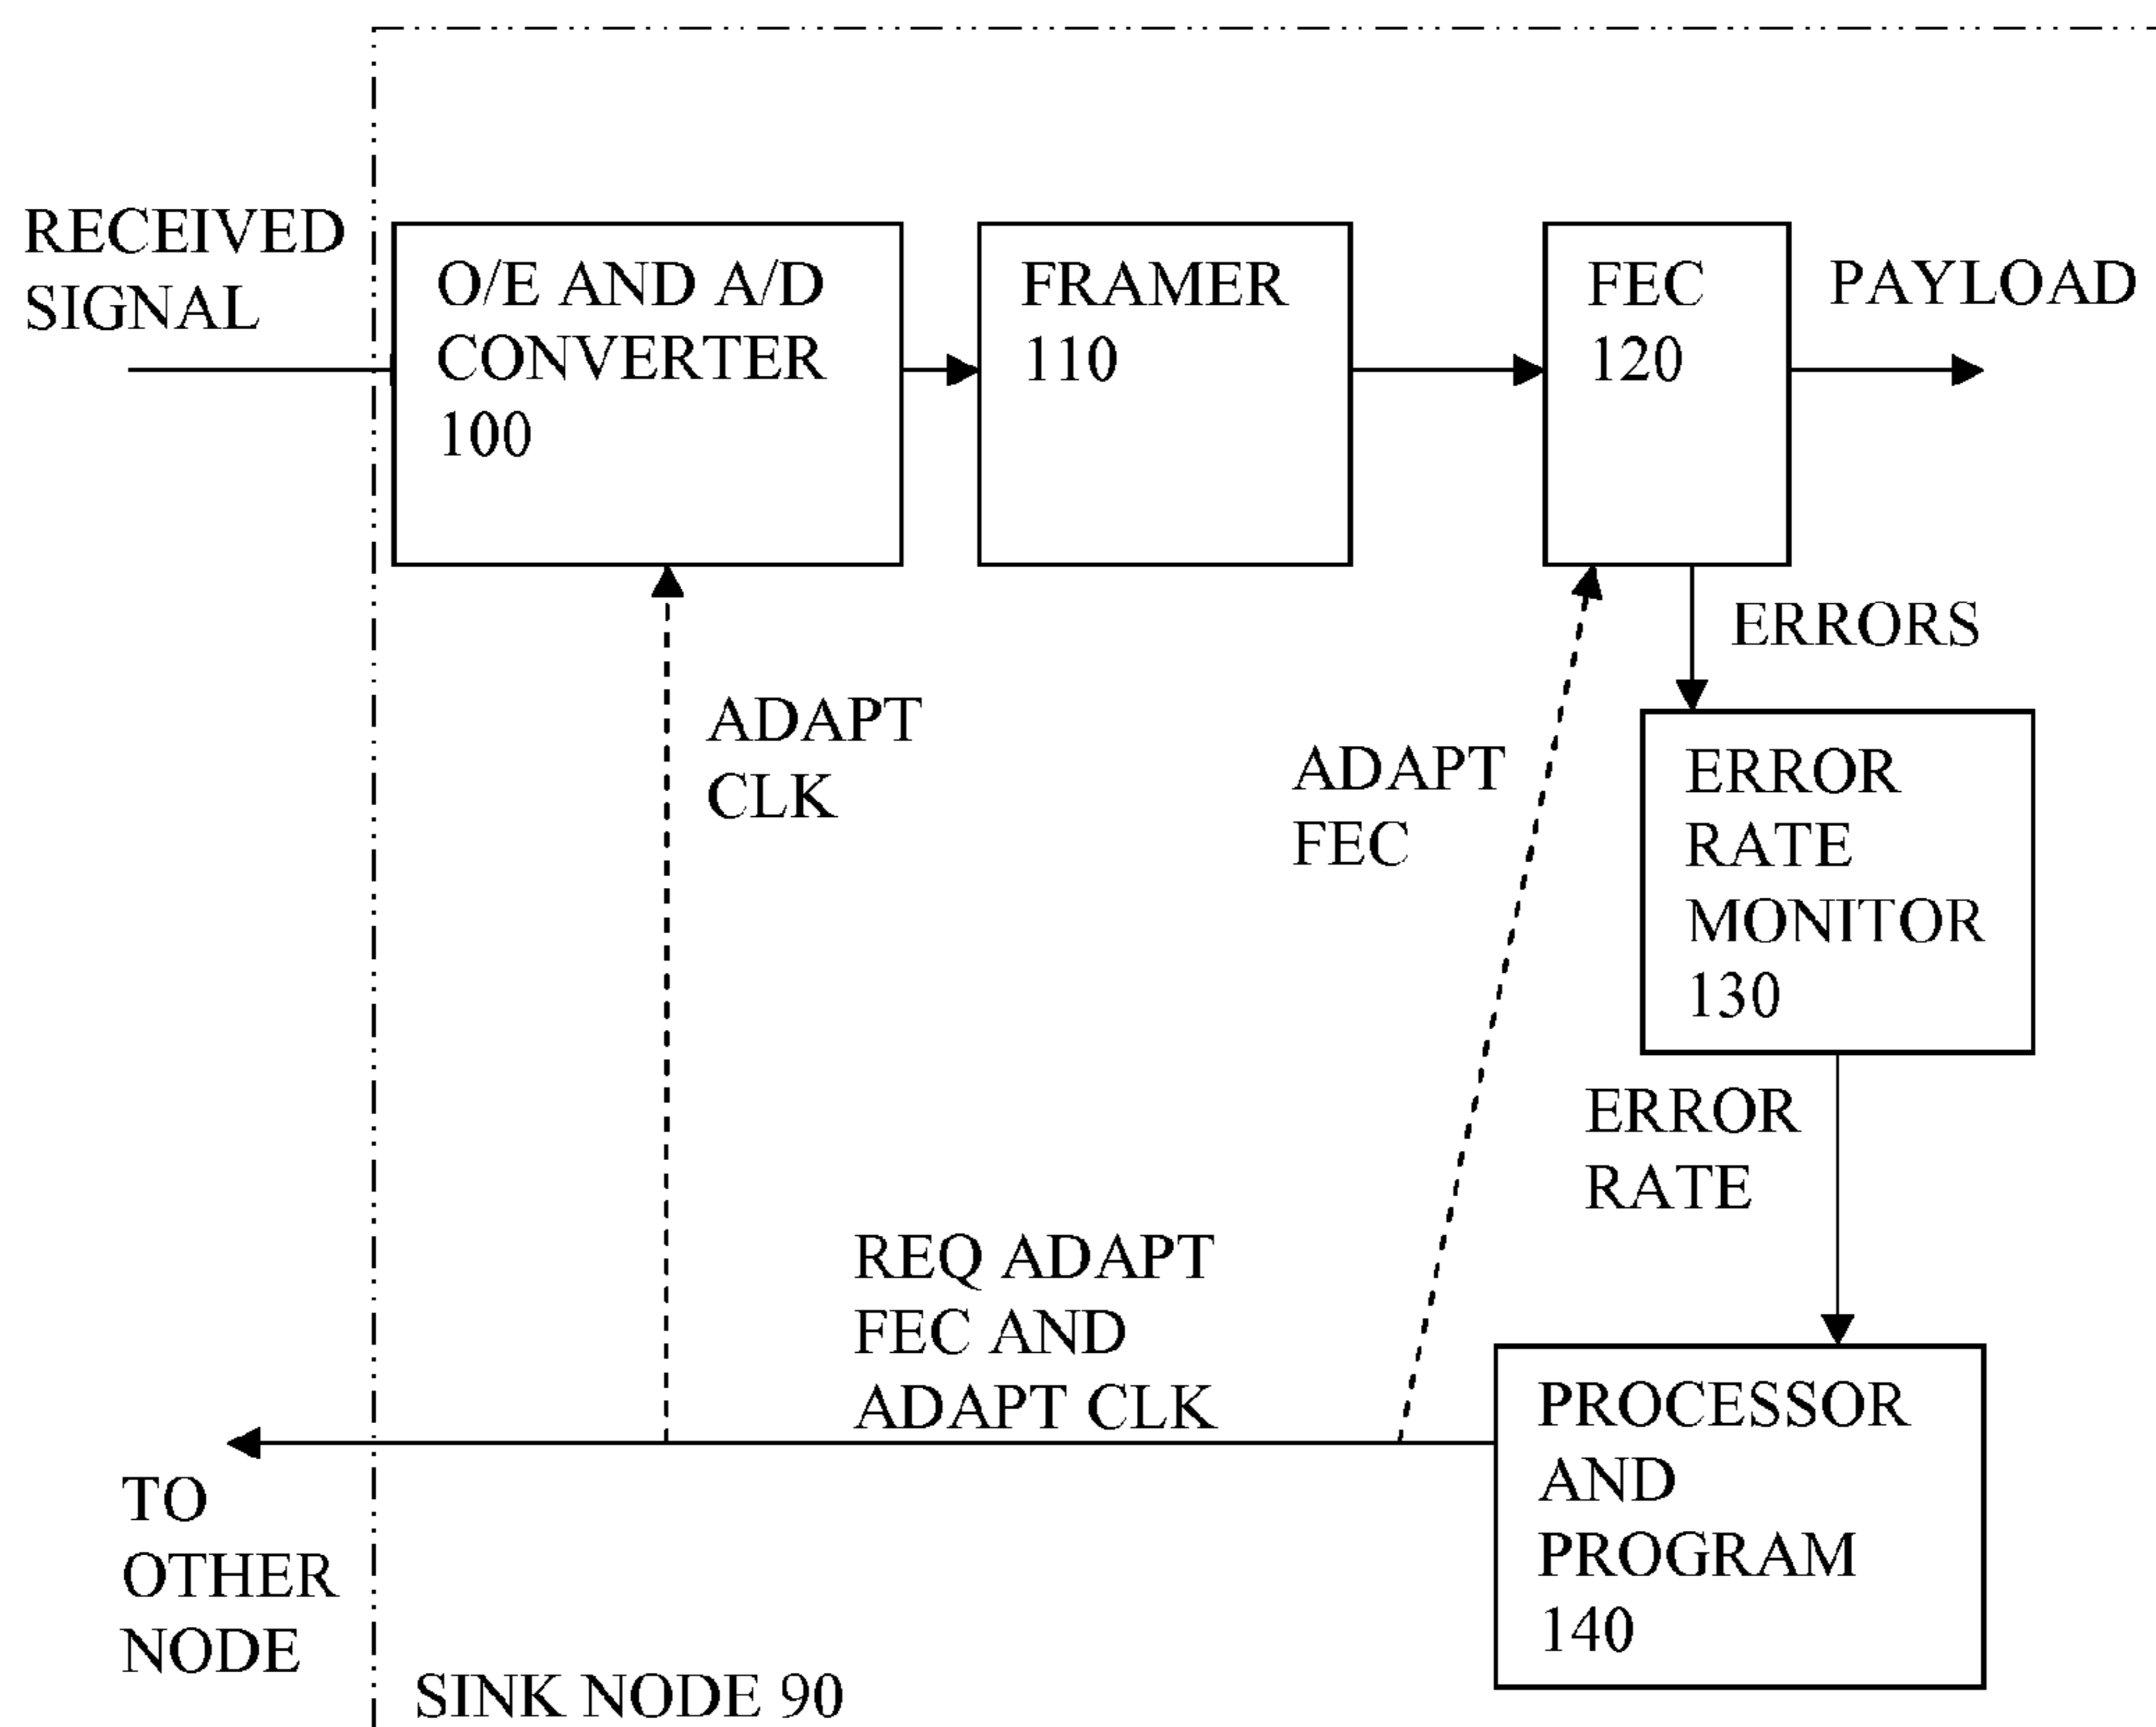 RECEIVED
SIGNAL
O/E AND A/D
CONVERTER
100
FRAMER
110
FEC
120
PAYLOAD
ERRORS
ADAPT
CLK
ADAPT
FEC
ERROR
RATE
MONITOR
130
ERROR
RATE
REQ ADAPT
FEC AND
ADAPT CLK
PROCESSOR
AND
PROGRAM
140
TO
OTHER
NODE
SINK NODE 90